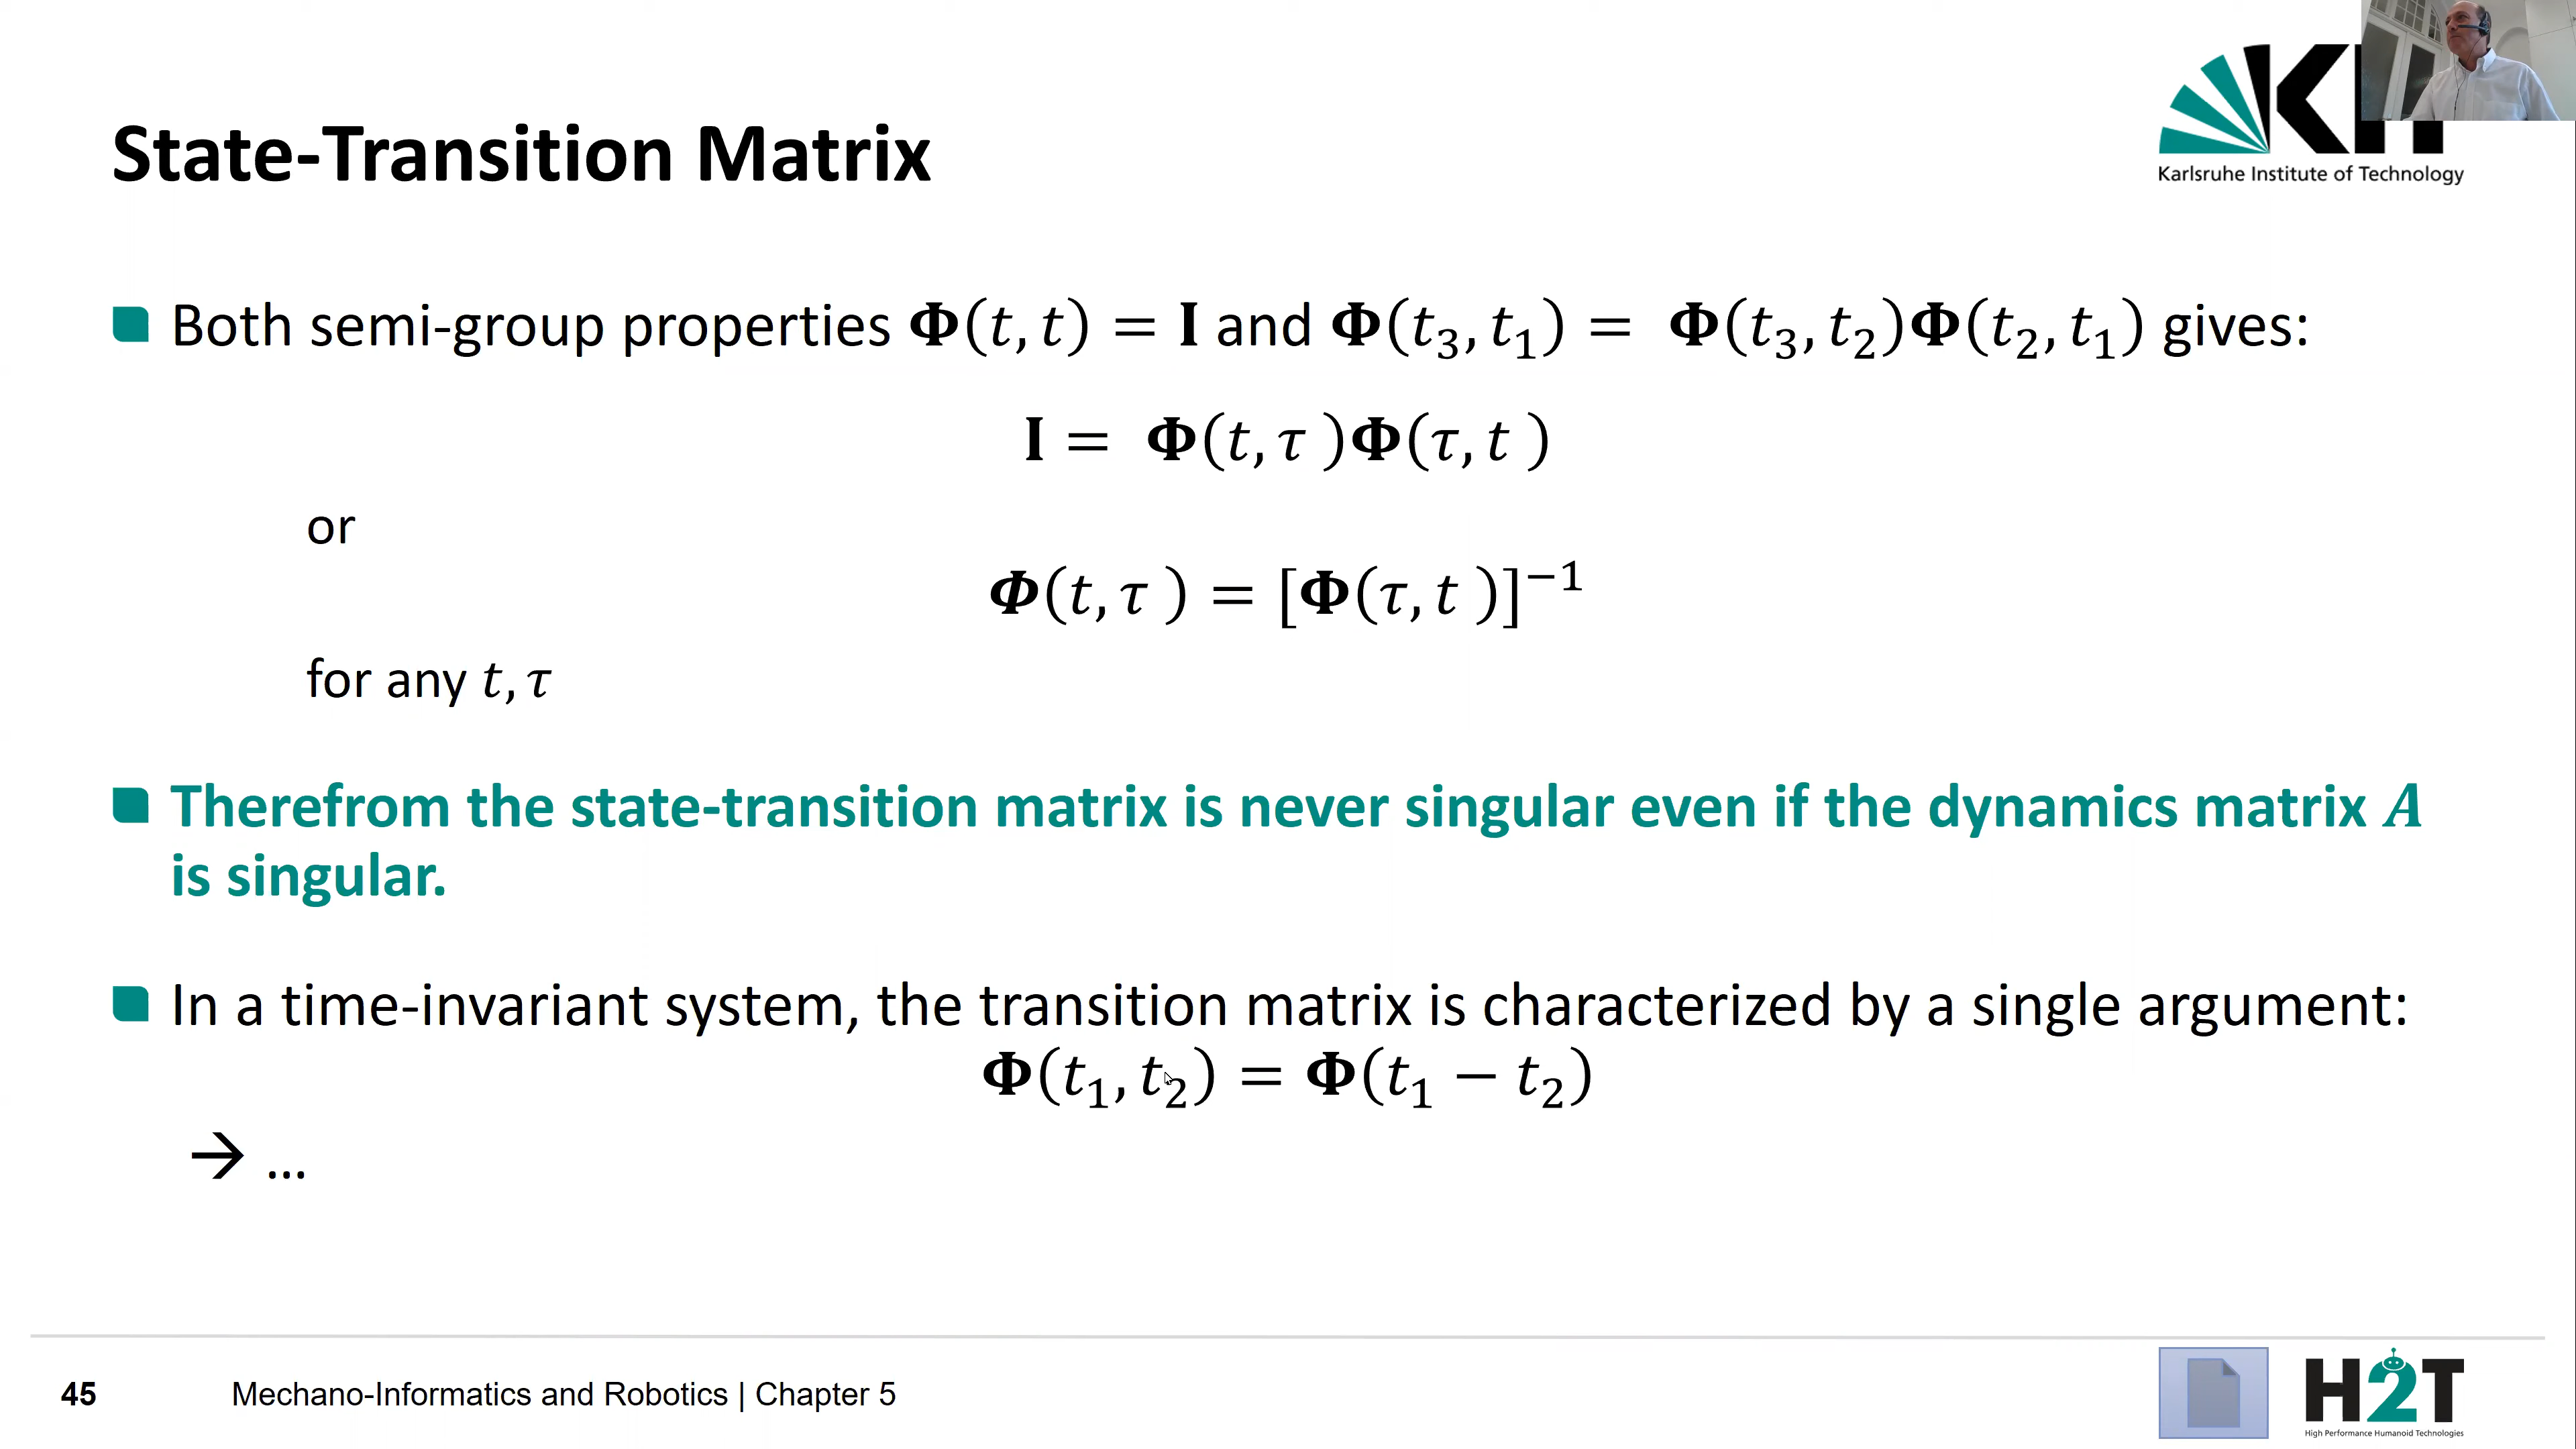 State-Transition Matrix
Karlsruhe Institute of Technology
Both semi-group properties 𝚽(t, t) = 𝐈 and 𝚽(t₃, t₁) = 𝚽(t₃, t₂)𝚽(t₂, t₁) gives:
𝐈 = 𝚽(t, τ )𝚽(τ, t )
or
𝜱(t, τ ) = [𝚽(τ, t )]⁻¹
for any t, τ
Therefrom the state-transition matrix is never singular even if the dynamics matrix A
is singular.
In a time-invariant system, the transition matrix is characterized by a single argument:
𝚽(t₁, t₂) = 𝚽(t₁ − t₂)
→ …
45 Mechano-Informatics and Robotics | Chapter 5
H2T
High Performance Humanoid Technologies